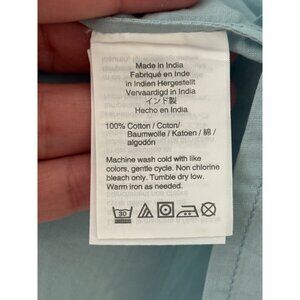 Made in India
Fabriqué en Inde
in Indien Hergestellt
Vervaardigd in India
インド製
Hecho en India
100% Cotton / Coton/
Baumwolle / Katoen / 綿 /
algodón
Machine wash cold with like
colors, gentle cycle. Non chlorine
bleach only. Tumble dry low.
Warm iron as needed.
30